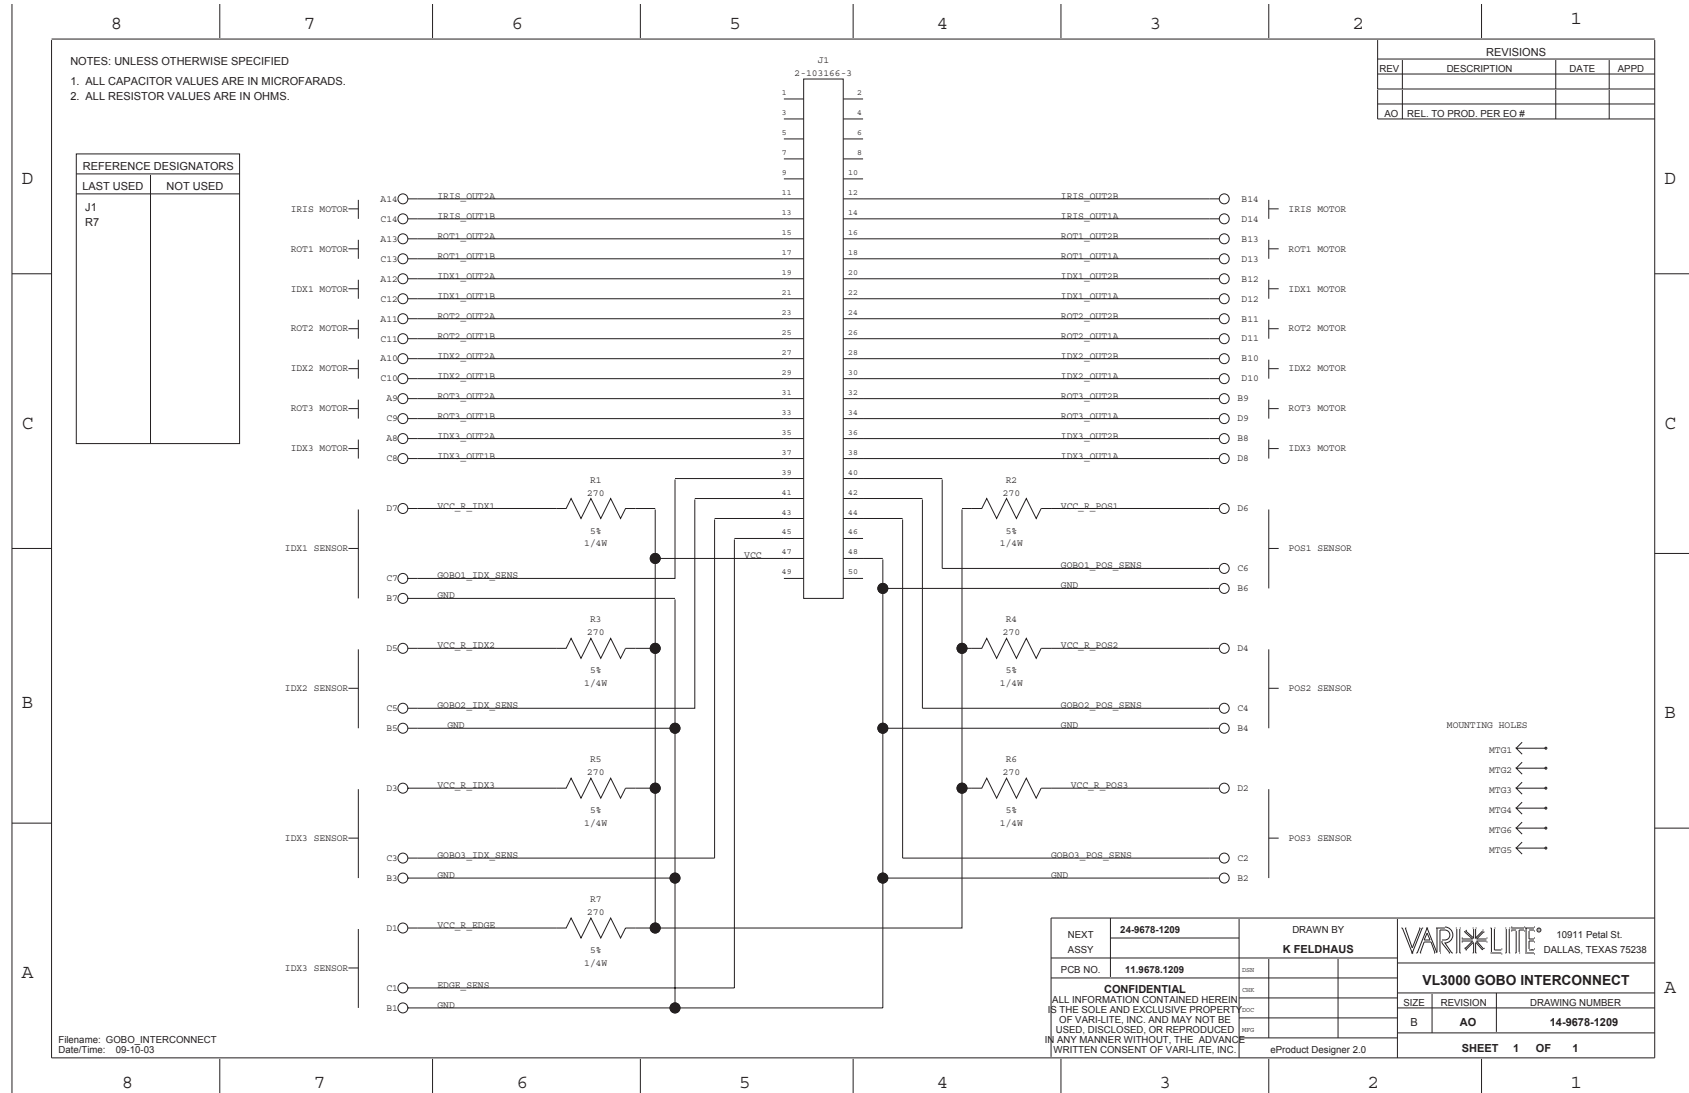 8 7 6 5 4 3 2 1
NOTES: UNLESS OTHERWISE SPECIFIED
1. ALL CAPACITOR VALUES ARE IN MICROFARADS.
2. ALL RESISTOR VALUES ARE IN OHMS.
REVISIONS
REV DESCRIPTION DATE APPD
AO REL. TO PROD. PER EO #
REFERENCE DESIGNATORS
LAST USED NOT USED
J1
R7
D D
C C
B B
A A
J1
2-103166-3
1 2
3 4
5 6
7 8
9 10
IRIS MOTOR A14 IRIS_OUT2A 11 12 IRIS_OUT2B B14 IRIS MOTOR
C14 IRIS_OUT1B 13 14 IRIS_OUT1A D14
ROT1 MOTOR A13 ROT1_OUT2A 15 16 ROT1_OUT2B B13 ROT1 MOTOR
C13 ROT1_OUT1B 17 18 ROT1_OUT1A D13
IDX1 MOTOR A12 IDX1_OUT2A 19 20 IDX1_OUT2B B12 IDX1 MOTOR
C12 IDX1_OUT1B 21 22 IDX1_OUT1A D12
ROT2 MOTOR A11 ROT2_OUT2A 23 24 ROT2_OUT2B B11 ROT2 MOTOR
C11 ROT2_OUT1B 25 26 ROT2_OUT1A D11
IDX2 MOTOR A10 IDX2_OUT2A 27 28 IDX2_OUT2B B10 IDX2 MOTOR
C10 IDX2_OUT1B 29 30 IDX2_OUT1A D10
ROT3 MOTOR A9 ROT3_OUT2A 31 32 ROT3_OUT2B B9 ROT3 MOTOR
C9 ROT3_OUT1B 33 34 ROT3_OUT1A D9
IDX3 MOTOR A8 IDX3_OUT2A 35 36 IDX3_OUT2B B8 IDX3 MOTOR
C8 IDX3_OUT1B 37 38 IDX3_OUT1A D8
39 40
41 42
43 44
45 46
VCC 47 48
49 50
IDX1 SENSOR
D7 VCC_R_IDX1
R1
270
5%
1/4W
C7 GOBO1_IDX_SENS
B7 GND
R2
270
5%
1/4W
VCC_R_POS1 D6
GOBO1_POS_SENS C6
GND B6
POS1 SENSOR
IDX2 SENSOR
D5 VCC_R_IDX2
R3
270
5%
1/4W
C5 GOBO2_IDX_SENS
B5 GND
R4
270
5%
1/4W
VCC_R_POS2 D4
GOBO2_POS_SENS C4
GND B4
POS2 SENSOR
IDX3 SENSOR
D3 VCC_R_IDX3
R5
270
5%
1/4W
C3 GOBO3_IDX_SENS
B3 GND
R6
270
5%
1/4W
VCC_R_POS3 D2
GOBO3_POS_SENS C2
GND B2
POS3 SENSOR
IDX3 SENSOR
D1 VCC_R_EDGE
R7
270
5%
1/4W
C1 EDGE_SENS
B1 GND
MOUNTING HOLES
MTG1
MTG2
MTG3
MTG4
MTG6
MTG5
NEXT ASSY 24-9678-1209
PCB NO. 11.9678.1209
CONFIDENTIAL
ALL INFORMATION CONTAINED HEREIN
IS THE SOLE AND EXCLUSIVE PROPERTY
OF VARI-LITE, INC. AND MAY NOT BE
USED, DISCLOSED, OR REPRODUCED
IN ANY MANNER WITHOUT, THE ADVANCE
WRITTEN CONSENT OF VARI-LITE, INC.
DRAWN BY
K FELDHAUS
DSN
CHK
DOC
MFG
eProduct Designer 2.0
VARI*LITE®
10911 Petal St.
DALLAS, TEXAS 75238
VL3000 GOBO INTERCONNECT
SIZE REVISION DRAWING NUMBER
B AO 14-9678-1209
SHEET 1 OF 1
Filename: GOBO_INTERCONNECT
Date/Time: 09-10-03
8 7 6 5 4 3 2 1